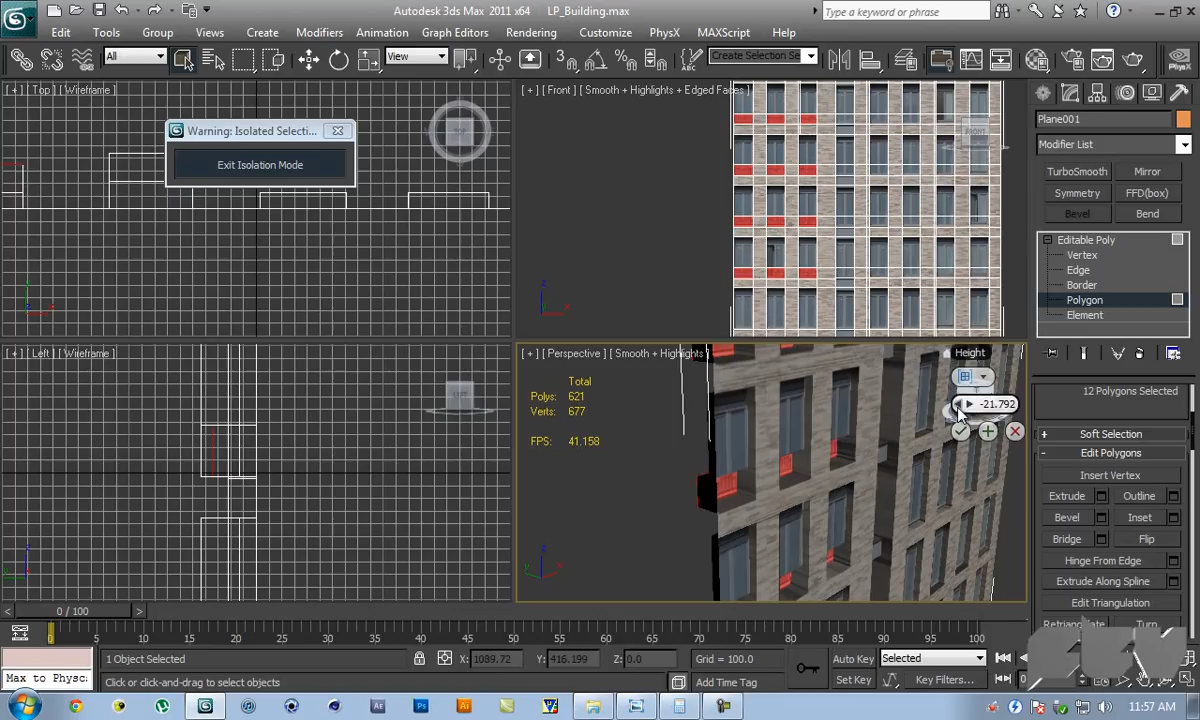 Autodesk 3ds Max 2011 x64 LP_Building.max
Type a keyword or phrase
Edit Tools Group Views Create Modifiers Animation Graph Editors Rendering Customize PhysX MAXScript Help
All View Create Selection Se PhysX
[ + ] [ Top ] [ Wireframe ]
TOP
Warning: Isolated Selecti...
Exit Isolation Mode
[ + ] [ Front ] [ Smooth + Highlights + Edged Faces ]
FRONT
[ + ] [ Left ] [ Wireframe ]
LEFT
[ + ] [ Perspective ] [ Smooth + Highlights ]
Total
Polys: 621
Verts: 677
FPS: 41.158
Height
-21.792
Plane001
Modifier List
TurboSmooth Mirror
Symmetry FFD(box)
Bevel Bend
Editable Poly
Vertex
Edge
Border
Polygon
Element
12 Polygons Selected
+ Soft Selection
- Edit Polygons
Insert Vertex
Extrude Outline
Bevel Inset
Bridge Flip
Hinge From Edge
Extrude Along Spline
Edit Triangulation
Turn
< 0 / 100 >
0 5 10 15 20 25 30 35 40 45 50 55 60 65 70 75 80 85 90 95 100
Max to Physc
1 Object Selected
X: 1089.72 Y: 416.199 Z: 0.0
Grid = 100.0
Click or click-and-drag to select objects
Add Time Tag
Auto Key Selected
Set Key Key Filters...
11:57 AM